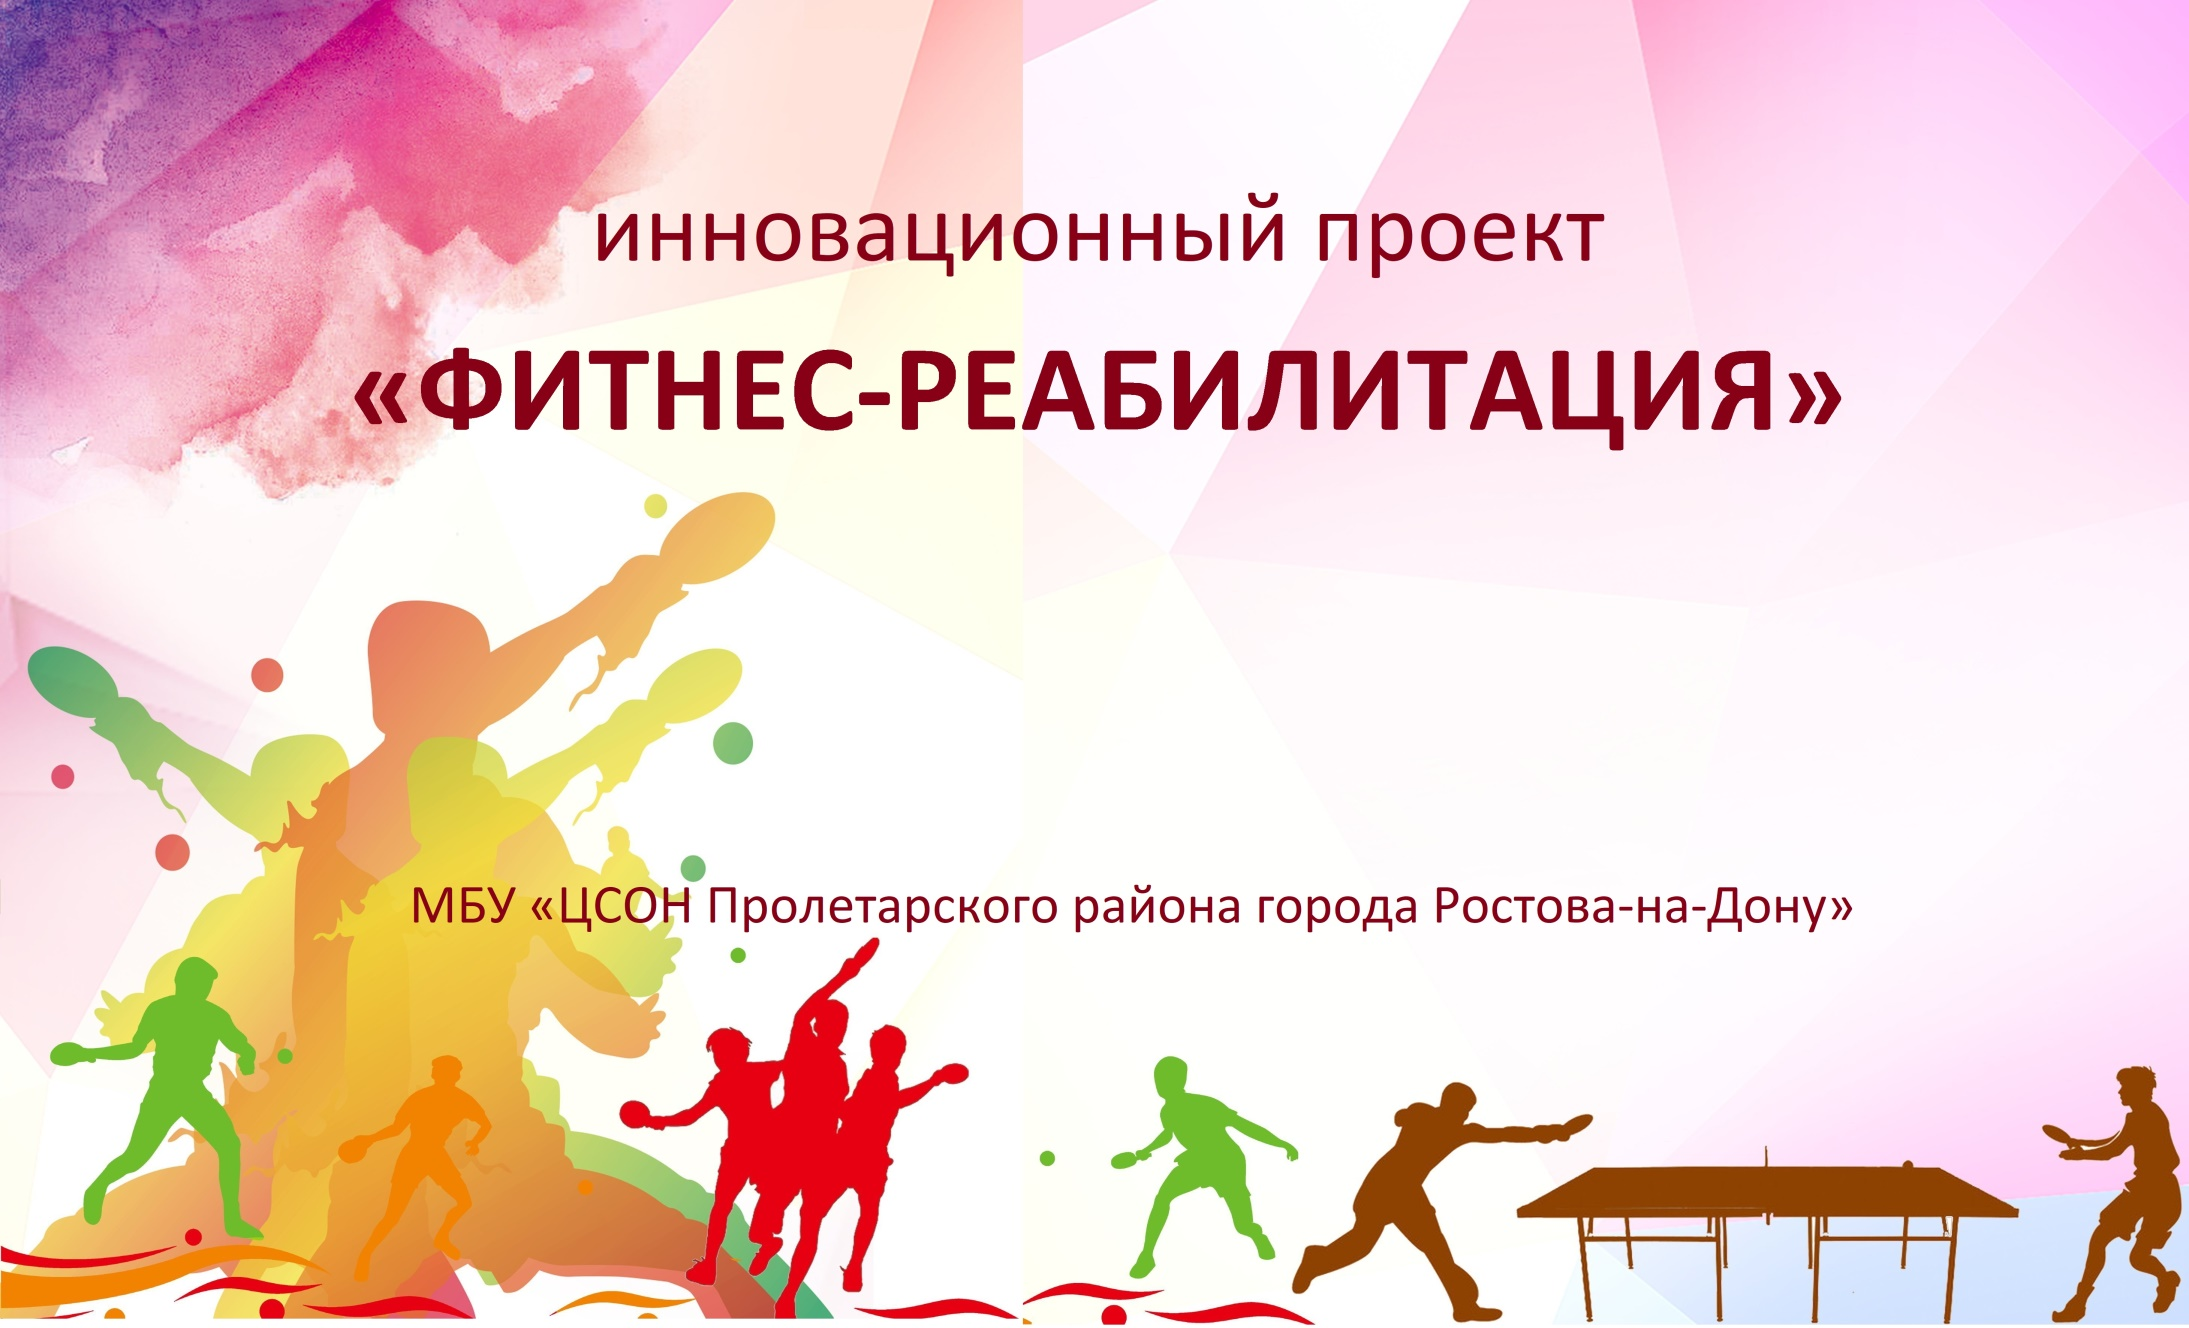 инновационный проект
«ФИТНЕС-РЕАБИЛИТАЦИЯ»
МБУ «ЦСОН Пролетарского района города Ростова-на-Дону»